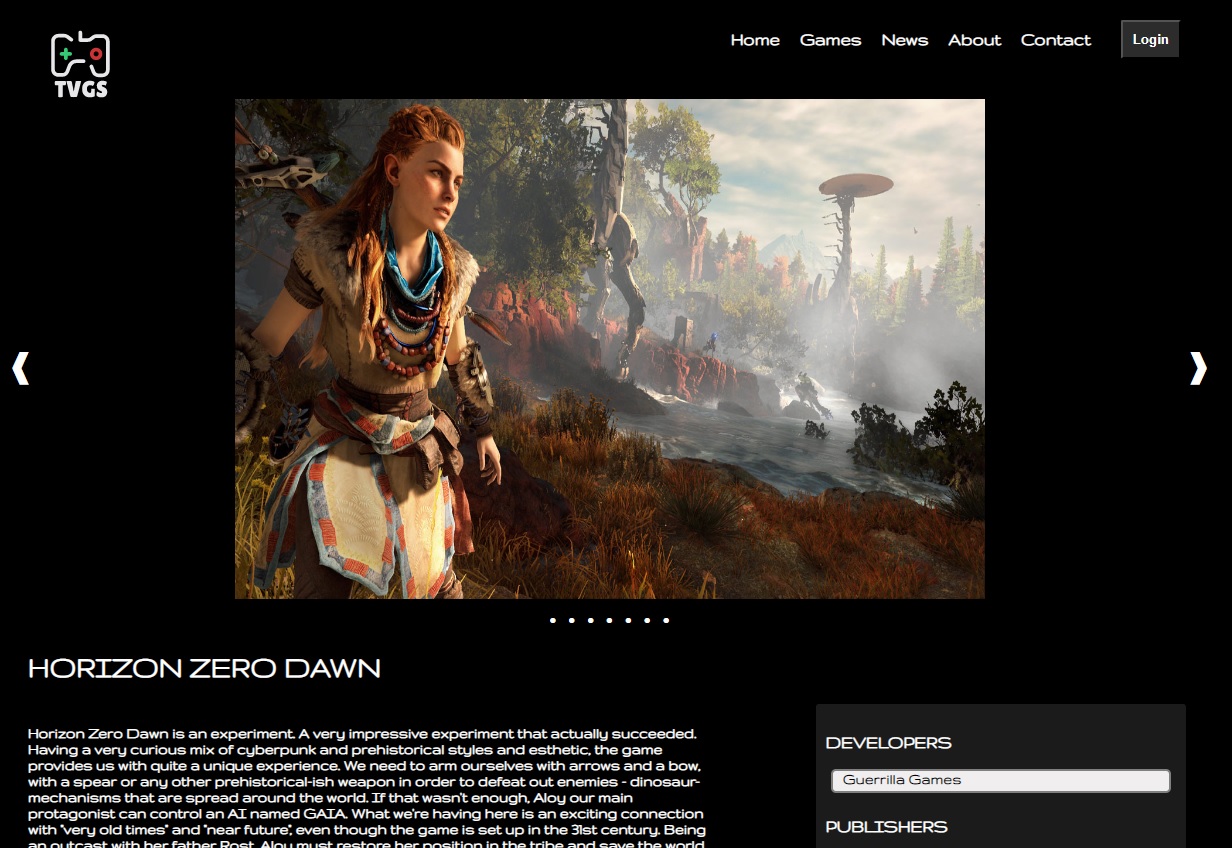 TVGS
Home Games News About Contact Login
HORIZON ZERO DAWN
Horizon Zero Dawn is an experiment. A very impressive experiment that actually succeeded.
Having a very curious mix of cyberpunk and prehistorical styles and esthetic, the game
provides us with quite a unique experience. We need to arm ourselves with arrows and a bow,
with a spear or any other prehistorical-ish weapon in order to defeat out enemies - dinosaur-
mechanisms that are spread around the world. If that wasn't enough, Aloy our main
protagonist can control an AI named GAIA. What we're having here is an exciting connection
with "very old times" and "near future", even though the game is set up in the 31st century. Being
an outcast with her father Rost, Aloy must restore her position in the tribe and save the world
DEVELOPERS
Guerrilla Games
PUBLISHERS